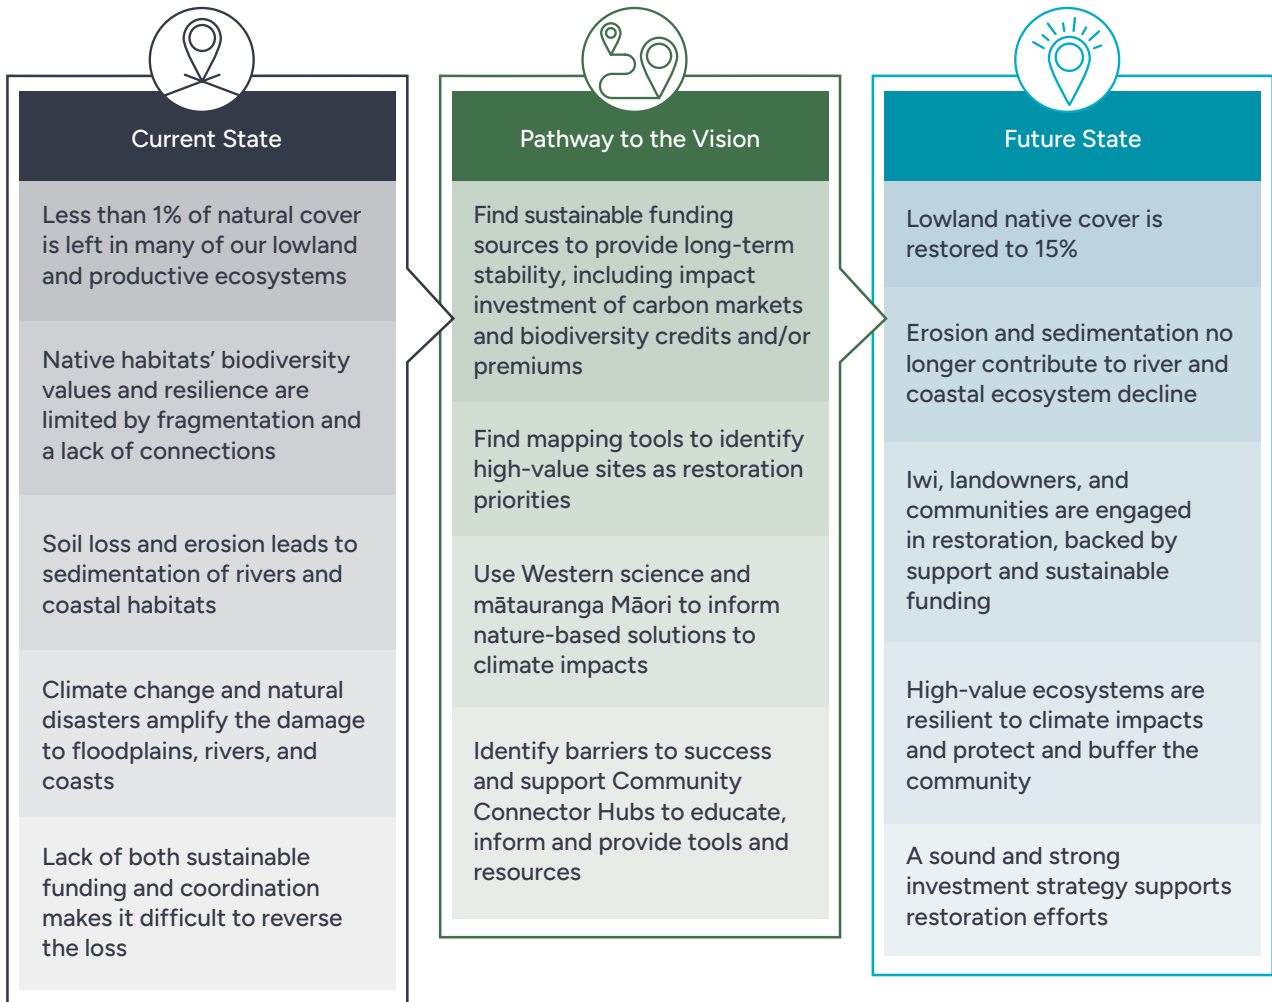 Current State
Less than 1% of natural cover
is left in many of our lowland
and productive ecosystems
Native habitats’ biodiversity
values and resilience are
limited by fragmentation and
a lack of connections
Soil loss and erosion leads to
sedimentation of rivers and
coastal habitats
Climate change and natural
disasters amplify the damage
to floodplains, rivers, and
coasts
Lack of both sustainable
funding and coordination
makes it difficult to reverse
the loss
Pathway to the Vision
Find sustainable funding
sources to provide long-term
stability, including impact
investment of carbon markets
and biodiversity credits and/or
premiums
Find mapping tools to identify
high-value sites as restoration
priorities
Use Western science and
mātauranga Māori to inform
nature-based solutions to
climate impacts
Identify barriers to success
and support Community
Connector Hubs to educate,
inform and provide tools and
resources
Future State
Lowland native cover is
restored to 15%
Erosion and sedimentation no
longer contribute to river and
coastal ecosystem decline
Iwi, landowners, and
communities are engaged
in restoration, backed by
support and sustainable
funding
High-value ecosystems are
resilient to climate impacts
and protect and buffer the
community
A sound and strong
investment strategy supports
restoration efforts